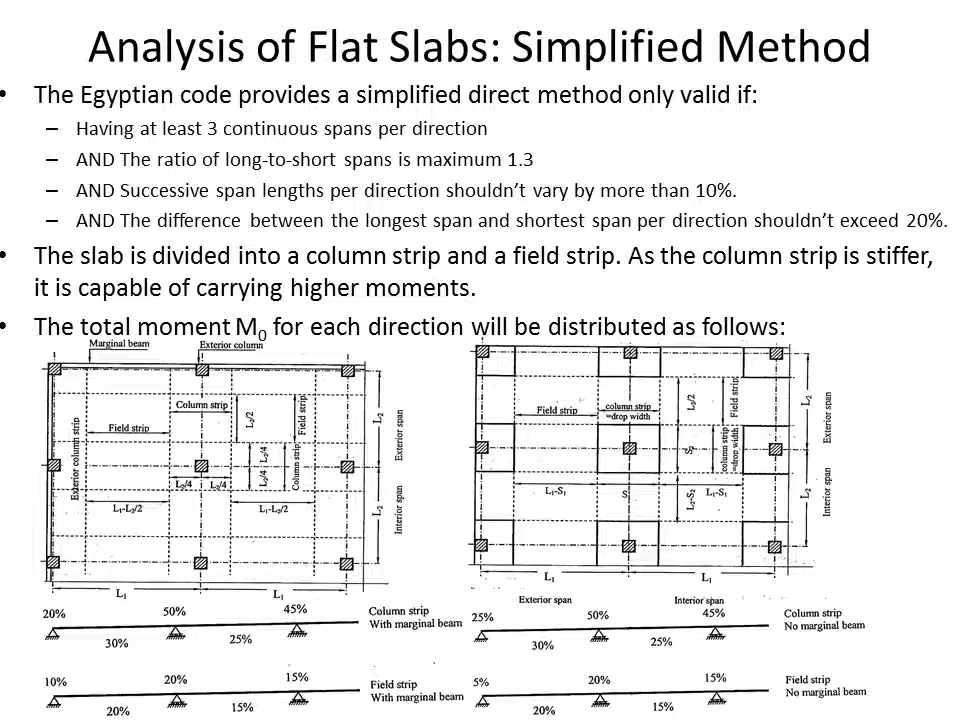 Analysis of Flat Slabs: Simplified Method
• The Egyptian code provides a simplified direct method only valid if:
– Having at least 3 continuous spans per direction
– AND The ratio of long-to-short spans is maximum 1.3
– AND Successive span lengths per direction shouldn't vary by more than 10%.
– AND The difference between the longest span and shortest span per direction shouldn't exceed 20%.
• The slab is divided into a column strip and a field strip. As the column strip is stiffer,
it is capable of carrying higher moments.
• The total moment M0 for each direction will be distributed as follows:
Marginal beam
Exterior column
Column strip
Field strip
Exterior column strip
L2/2
Field strip
L2/4
L2/4
Column strip
L2/4
L2/4
L1-L2/2
L1-L2/2
L2
L2
Exterior span
Interior span
L1
L1
Field strip
column strip
=drop width
L2/2
Field strip
S2
column strip
=drop width
L1-S1
S
L2-S2
L1-S1
L2
L2
Exterior span
Interior span
L1
L1
Exterior span
Interior span
20%
50%
45%
30%
25%
Column strip
With marginal beam
25%
50%
45%
30%
25%
Column strip
No marginal beam
10%
20%
15%
20%
15%
Field strip
With marginal beam
5%
20%
15%
20%
15%
Field strip
No marginal beam